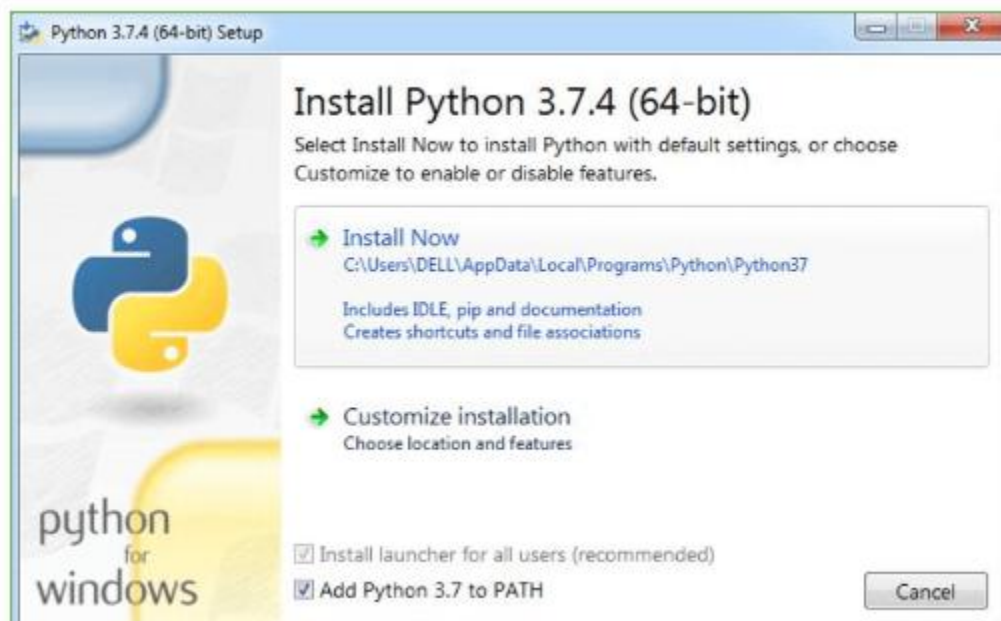 Python 3.7.4 (64-bit) Setup
Install Python 3.7.4 (64-bit)
Select Install Now to install Python with default settings, or choose
Customize to enable or disable features.
Install Now
C:\Users\DELL\AppData\Local\Programs\Python\Python37
Includes IDLE, pip and documentation
Creates shortcuts and file associations
Customize installation
Choose location and features
python
for
windows
Install launcher for all users (recommended)
Add Python 3.7 to PATH
Cancel